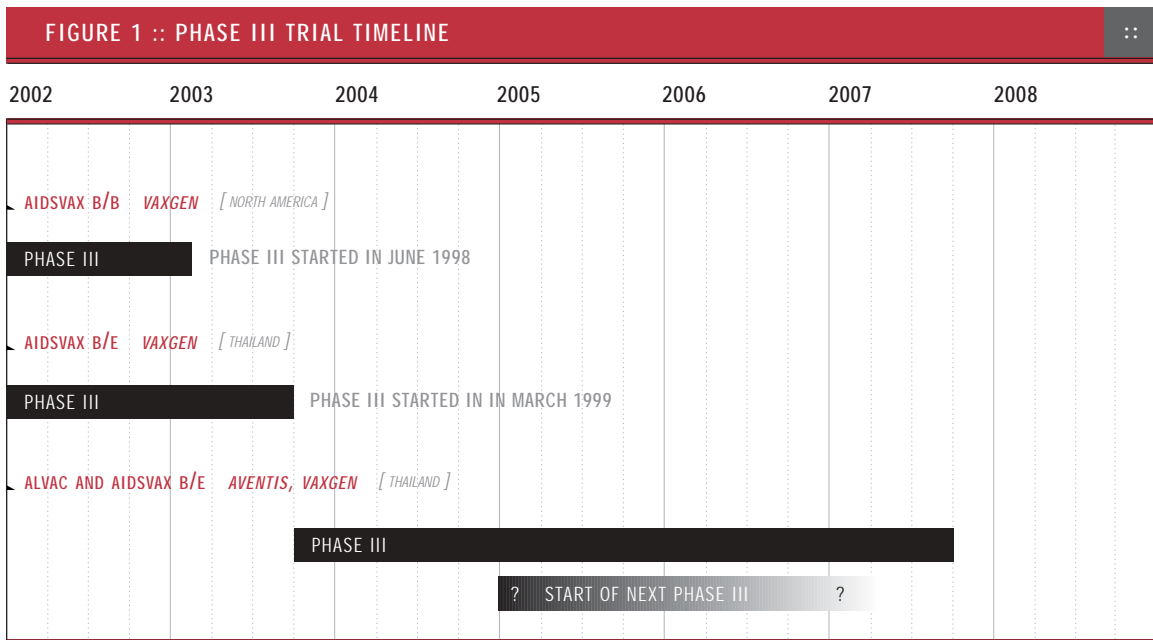 FIGURE 1 :: PHASE III TRIAL TIMELINE ::
2002 2003 2004 2005 2006 2007 2008
AIDSVAX B/B VAXGEN [ NORTH AMERICA ]
PHASE III PHASE III STARTED IN JUNE 1998
AIDSVAX B/E VAXGEN [ THAILAND ]
PHASE III PHASE III STARTED IN IN MARCH 1999
ALVAC AND AIDSVAX B/E AVENTIS, VAXGEN [ THAILAND ]
PHASE III
? START OF NEXT PHASE III ?